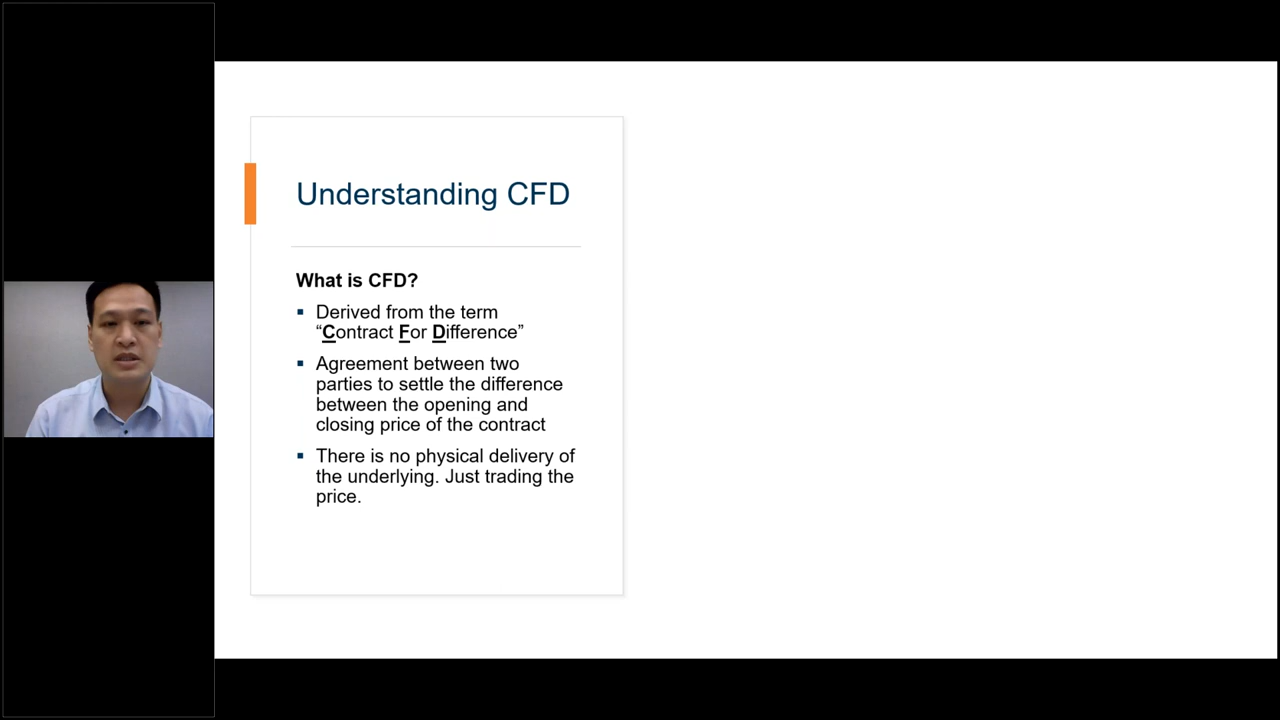 Understanding CFD
What is CFD?
▪ Derived from the term
“Contract For Difference”
▪ Agreement between two
parties to settle the difference
between the opening and
closing price of the contract
▪ There is no physical delivery of
the underlying. Just trading the
price.